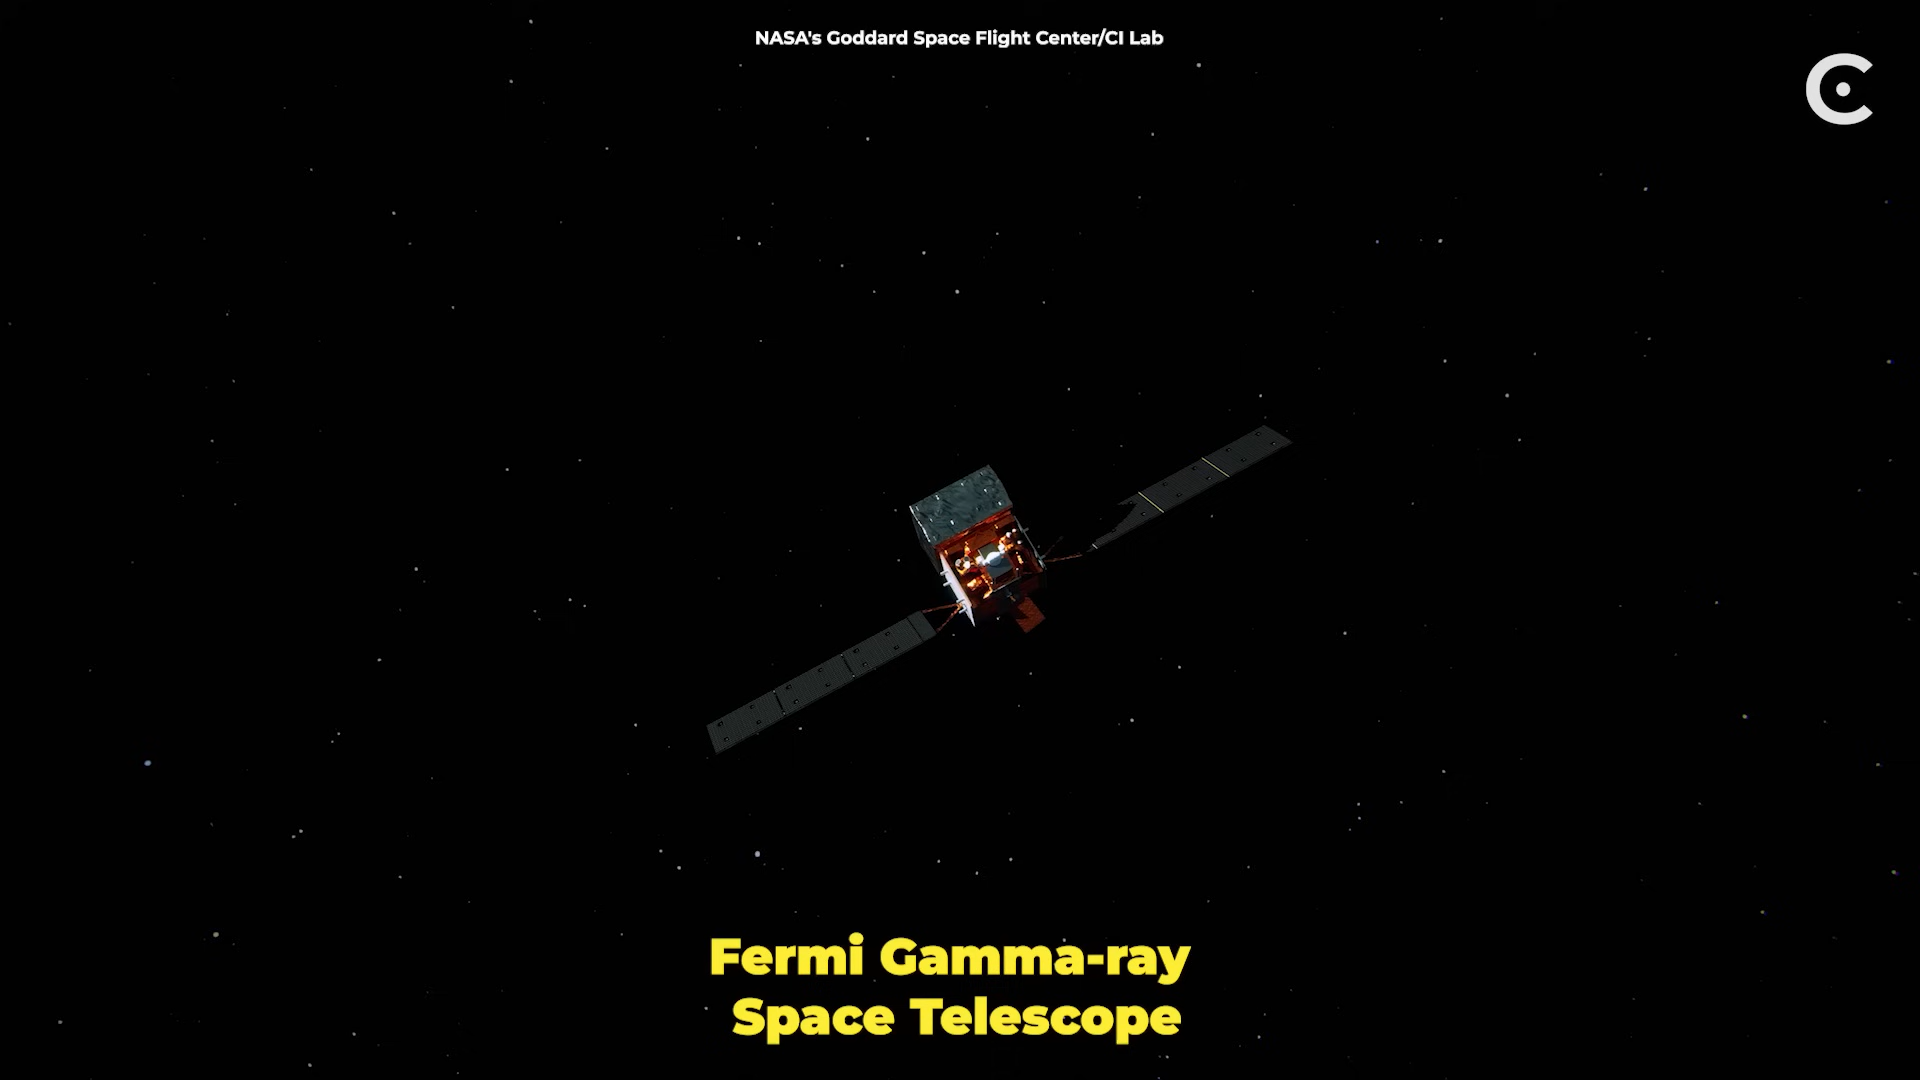 NASA's Goddard Space Flight Center/CI Lab
Fermi Gamma-ray
Space Telescope